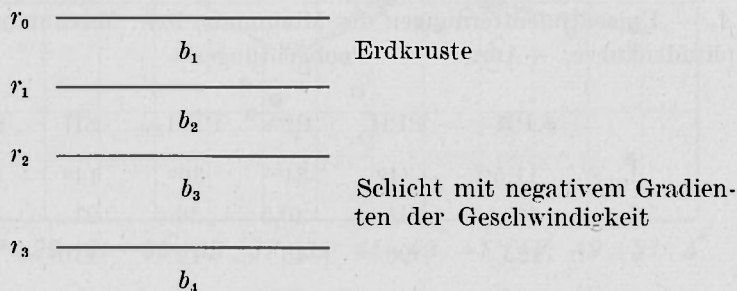 r₀
b₁ Erdkruste
r₁
b₂
r₂
b₃ Schicht mit negativem Gradien-
ten der Geschwindigkeit
r₃
b₄